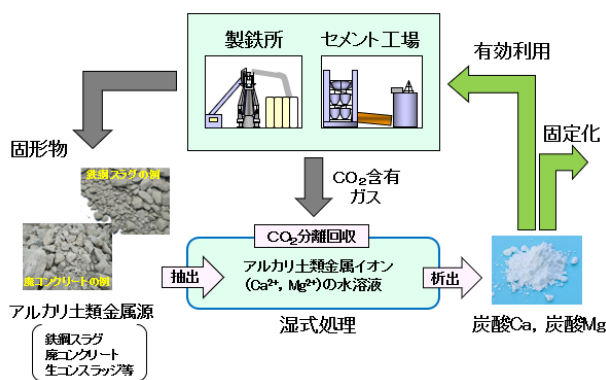 製鉄所
セメント工場
有効利用
固形物
固定化
鉄鋼スラグの例
CO₂含有
ガス
廃コンクリートの例
CO₂分離回収
抽出
アルカリ土類金属イオン
(Ca²⁺, Mg²⁺)の水溶液
析出
アルカリ土類金属源
湿式処理
炭酸Ca, 炭酸Mg
鉄鋼スラグ
廃コンクリート
生コンスラッジ等